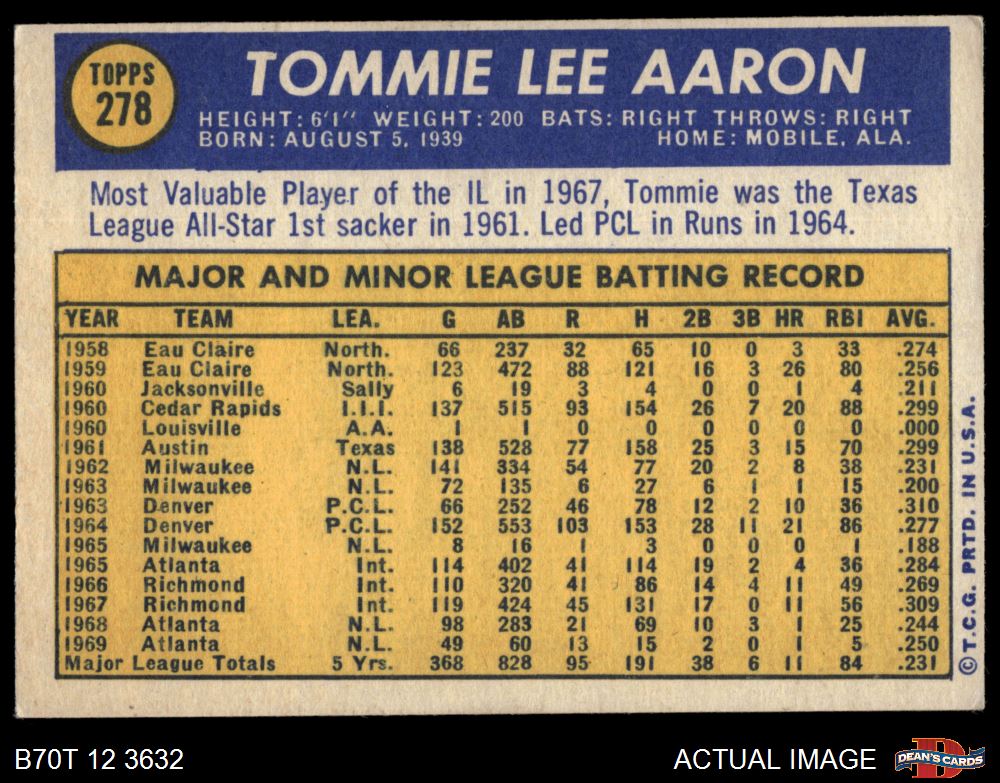 TOPPS
278
TOMMIE LEE AARON
HEIGHT: 6'1" WEIGHT: 200 BATS: RIGHT THROWS: RIGHT
BORN: AUGUST 5, 1939 HOME: MOBILE, ALA.
Most Valuable Player of the IL in 1967, Tommie was the Texas
League All-Star 1st sacker in 1961. Led PCL in Runs in 1964.
MAJOR AND MINOR LEAGUE BATTING RECORD
YEAR TEAM LEA. G AB R H 2B 3B HR RBI AVG.
1958 Eau Claire North. 66 237 32 65 10 0 3 33 .274
1959 Eau Claire North. 123 472 88 121 16 3 26 80 .256
1960 Jacksonville Sally 6 19 3 4 0 0 1 4 .211
1960 Cedar Rapids I.I.I. 137 515 93 154 26 7 20 88 .299
1960 Louisville A.A. 1 1 0 0 0 0 0 0 .000
1961 Austin Texas 138 528 77 158 25 3 15 70 .299
1962 Milwaukee N.L. 141 334 54 77 20 2 8 38 .231
1963 Milwaukee N.L. 72 135 6 27 6 1 1 15 .200
1963 Denver P.C.L. 66 252 46 78 12 2 10 36 .310
1964 Denver P.C.L. 152 553 103 153 28 11 21 86 .277
1965 Milwaukee N.L. 8 16 1 3 0 0 0 1 .188
1965 Atlanta Int. 114 402 41 114 19 2 4 36 .284
1966 Richmond Int. 110 320 41 86 14 4 11 49 .269
1967 Richmond Int. 119 424 45 131 17 0 11 56 .309
1968 Atlanta N.L. 98 283 21 69 10 3 1 25 .244
1969 Atlanta N.L. 49 60 13 15 2 0 1 5 .250
Major League Totals 5 Yrs. 368 828 95 191 38 6 11 84 .231
© T.C.G. PRTD. IN U.S.A.
B70T 12 3632
ACTUAL IMAGE
D
DEAN'S CARDS